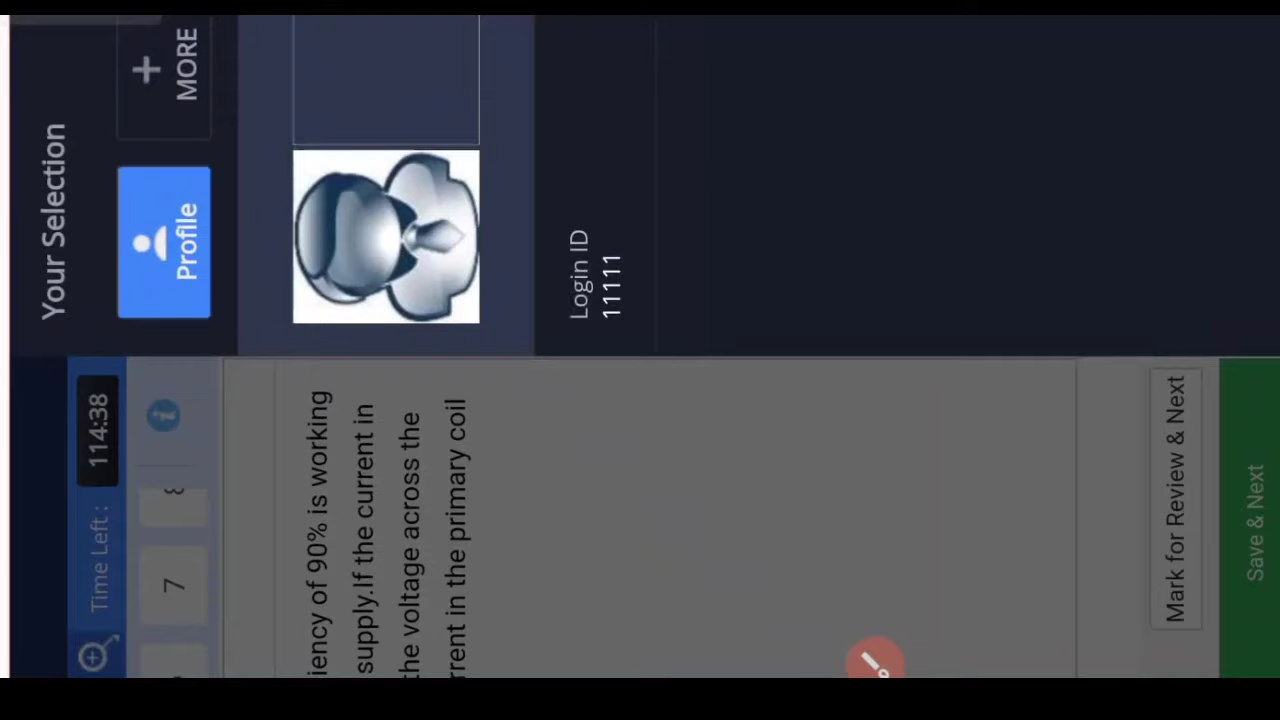 Your Selection
+
MORE
Profile
Login ID
11111
Time Left :
114:38
7
iency of 90% is working
supply.If the current in
the voltage across the
rrent in the primary coil
Mark for Review & Next
Save & Next